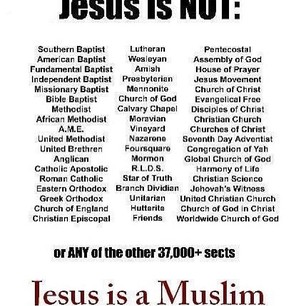 Jesus is NOT:
Southern Baptist Lutheran Pentecostal
American Baptist Wesleyan Assembly of God
Fundamental Baptist Amish House of Prayer
Independent Baptist Presbyterian Jesus Movement
Missionary Baptist Mennonite Church of Christ
Bible Baptist Church of God Evangelical Free
Methodist Calvary Chapel Disciples of Christ
African Methodist Moravian Christian Church
A.M.E. Vineyard Churches of Christ
United Methodist Nazarene Seventh Day Adventist
United Brethren Foursquare Congregation of Yah
Anglican Mormon Global Church of God
Catholic Apostolic R.L.D.S. Harmony of Life
Roman Catholic Star of Truth Christian Science
Eastern Orthodox Branch Dividian Jehovah's Witness
Greek Orthodox Unitarian United Christian Church
Church of England Hutterite Church of God in Christ
Christian Episcopal Friends Worldwide Church of God
or ANY of the other 37,000+ sects
Jesus is a Muslim